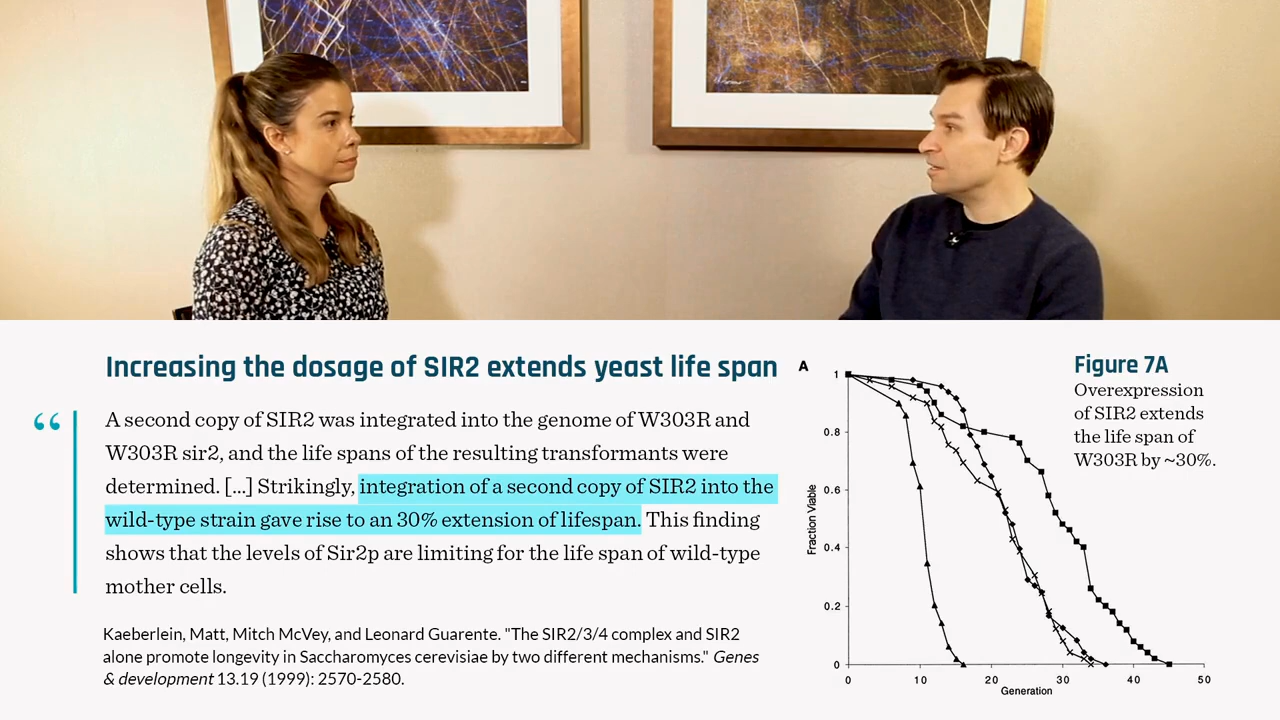 Increasing the dosage of SIR2 extends yeast life span
“
A second copy of SIR2 was integrated into the genome of W303R and
W303R sir2, and the life spans of the resulting transformants were
determined. [...] Strikingly, integration of a second copy of SIR2 into the
wild-type strain gave rise to an 30% extension of lifespan. This finding
shows that the levels of Sir2p are limiting for the life span of wild-type
mother cells.
Kaeberlein, Matt, Mitch McVey, and Leonard Guarente. "The SIR2/3/4 complex and SIR2
alone promote longevity in Saccharomyces cerevisiae by two different mechanisms." Genes
& development 13.19 (1999): 2570-2580.
A
1
0.8
0.6
0.4
0.2
0
Fraction Viable
0 10 20 30 40 50
Generation
Figure 7A
Overexpression
of SIR2 extends
the life span of
W303R by ~30%.